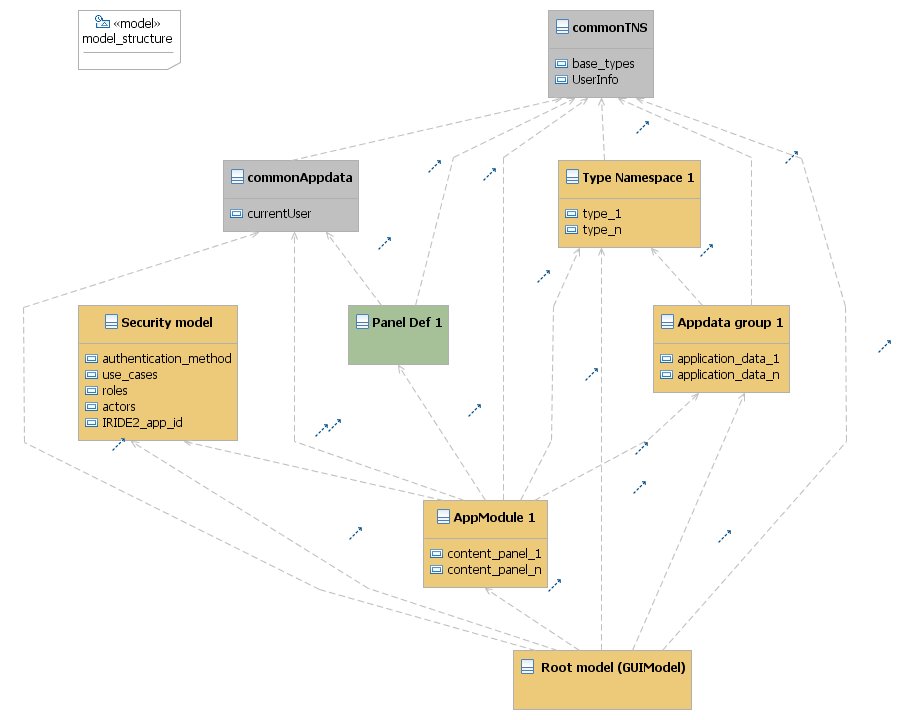 «model»
model_structure
commonTNS
base_types
UserInfo
commonAppdata
currentUser
Type Namespace 1
type_1
type_n
Security model
authentication_method
use_cases
roles
actors
IRIDE2_app_id
Panel Def 1
Appdata group 1
application_data_1
application_data_n
AppModule 1
content_panel_1
content_panel_n
Root model (GUIModel)